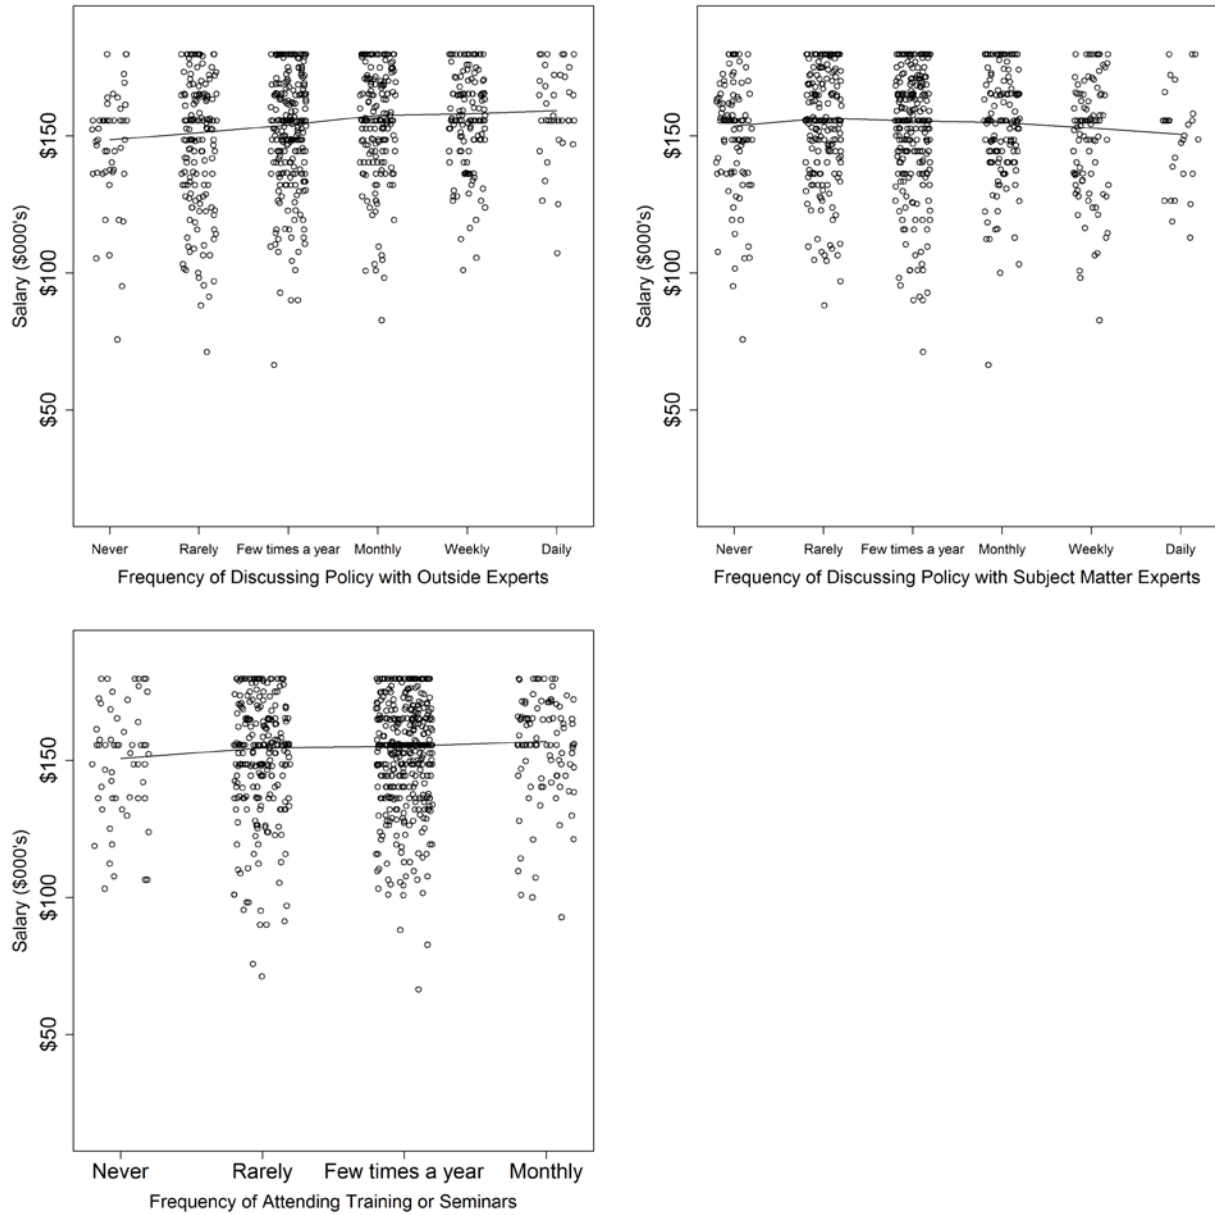 Salary ($000's)
$150
$100
$50
Never Rarely Few times a year Monthly Weekly Daily
Frequency of Discussing Policy with Outside Experts
Salary ($000's)
$150
$100
$50
Never Rarely Few times a year Monthly Weekly Daily
Frequency of Discussing Policy with Subject Matter Experts
Salary ($000's)
$150
$100
$50
Never Rarely Few times a year Monthly
Frequency of Attending Training or Seminars